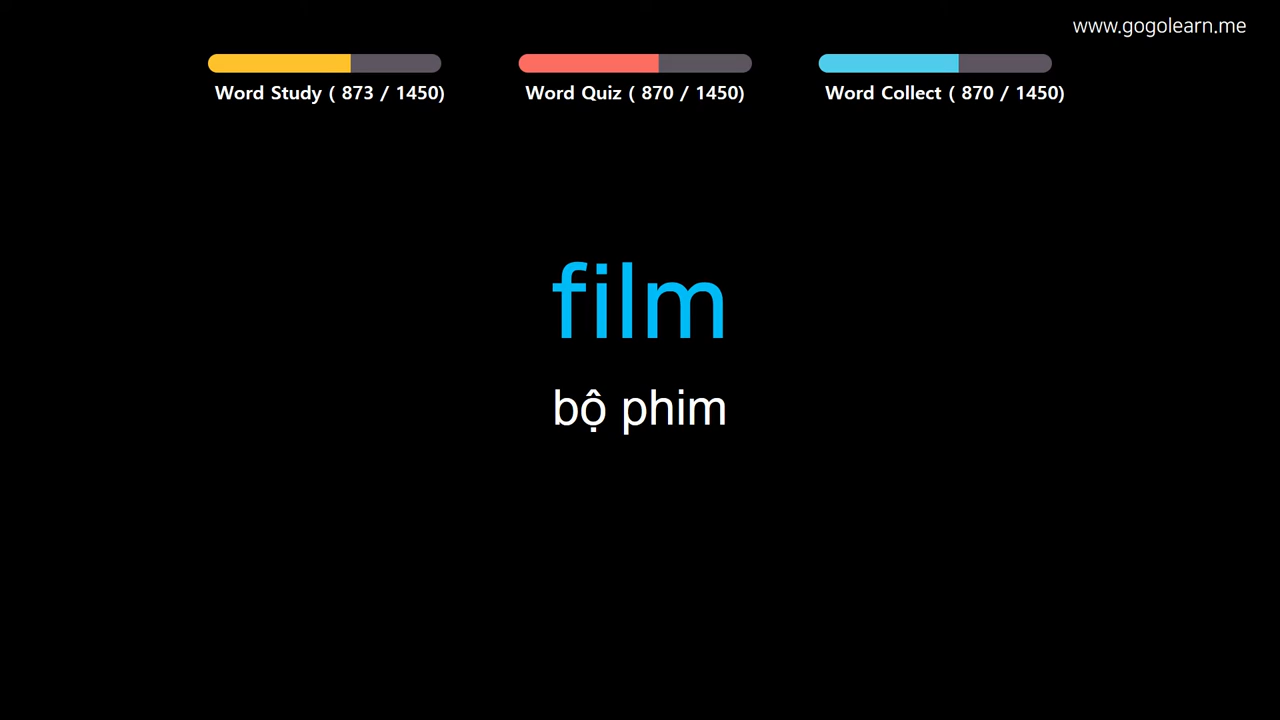 www.gogolearn.me
Word Study ( 873 / 1450)
Word Quiz ( 870 / 1450)
Word Collect ( 870 / 1450)
film
bộ phim